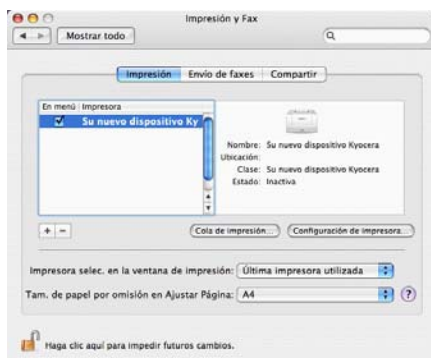 Impresión y Fax
Mostrar todo
Impresión Envío de faxes Compartir
En menú Impresora
Su nuevo dispositivo Ky
Nombre: Su nuevo dispositivo Kyocera
Ubicación:
Clase: Su nuevo dispositivo Kyocera
Estado: Inactiva
+ -
Cola de impresión... Configuración de impresora...
Impresora selec. en la ventana de impresión: Última impresora utilizada
Tam. de papel por omisión en Ajustar Página: A4 ?
Haga clic aquí para impedir futuros cambios.